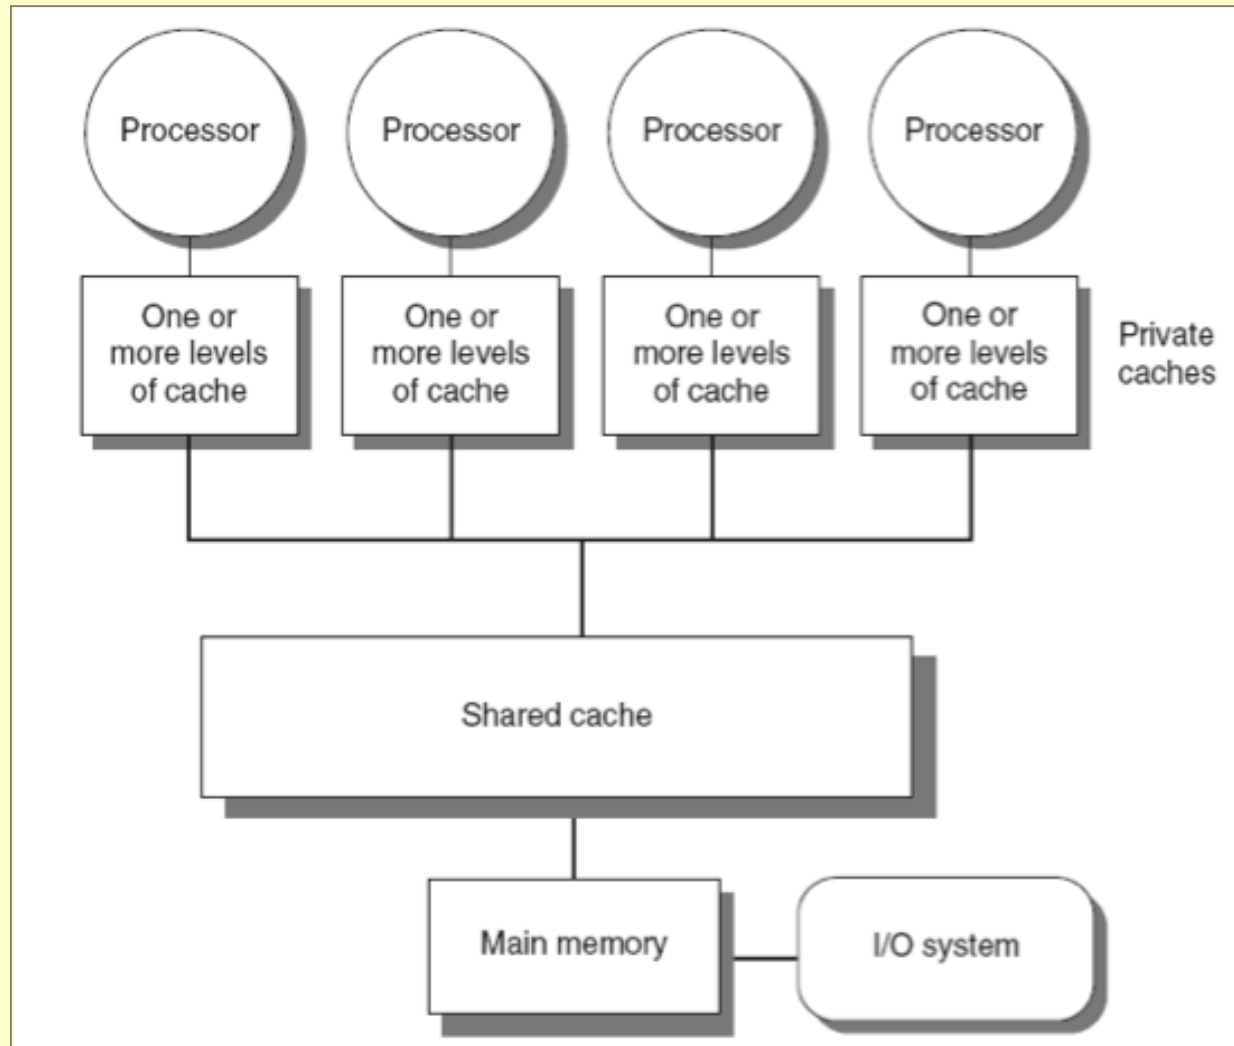 Processor
Processor
Processor
Processor
One or
more levels
of cache
One or
more levels
of cache
One or
more levels
of cache
One or
more levels
of cache
Private
caches
Shared cache
Main memory
I/O system